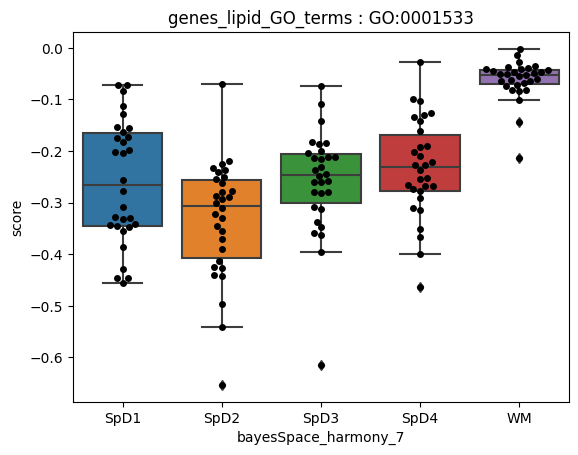 genes_lipid_GO_terms : GO:0001533
0.0
−0.1
−0.2
−0.3
−0.4
−0.5
−0.6
score
SpD1 SpD2 SpD3 SpD4 WM
bayesSpace_harmony_7